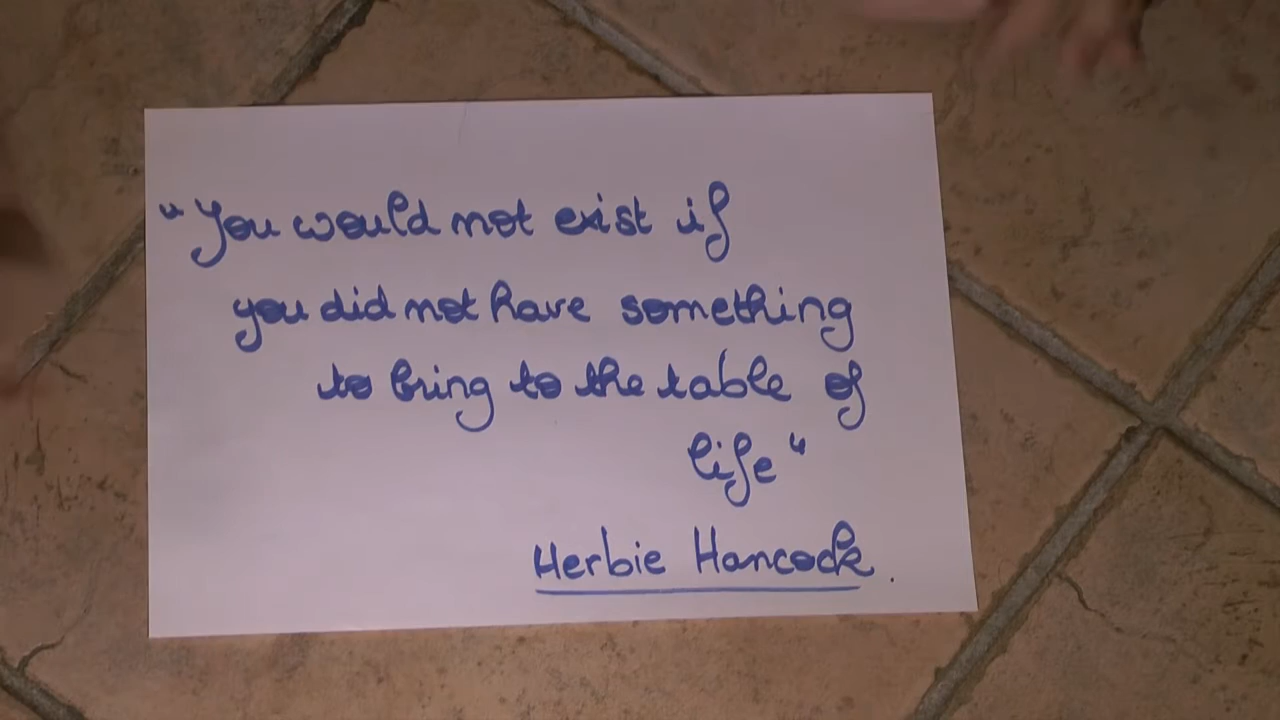 "You would not exist if
you did not have something
to bring to the table of
life"
Herbie Hancock.